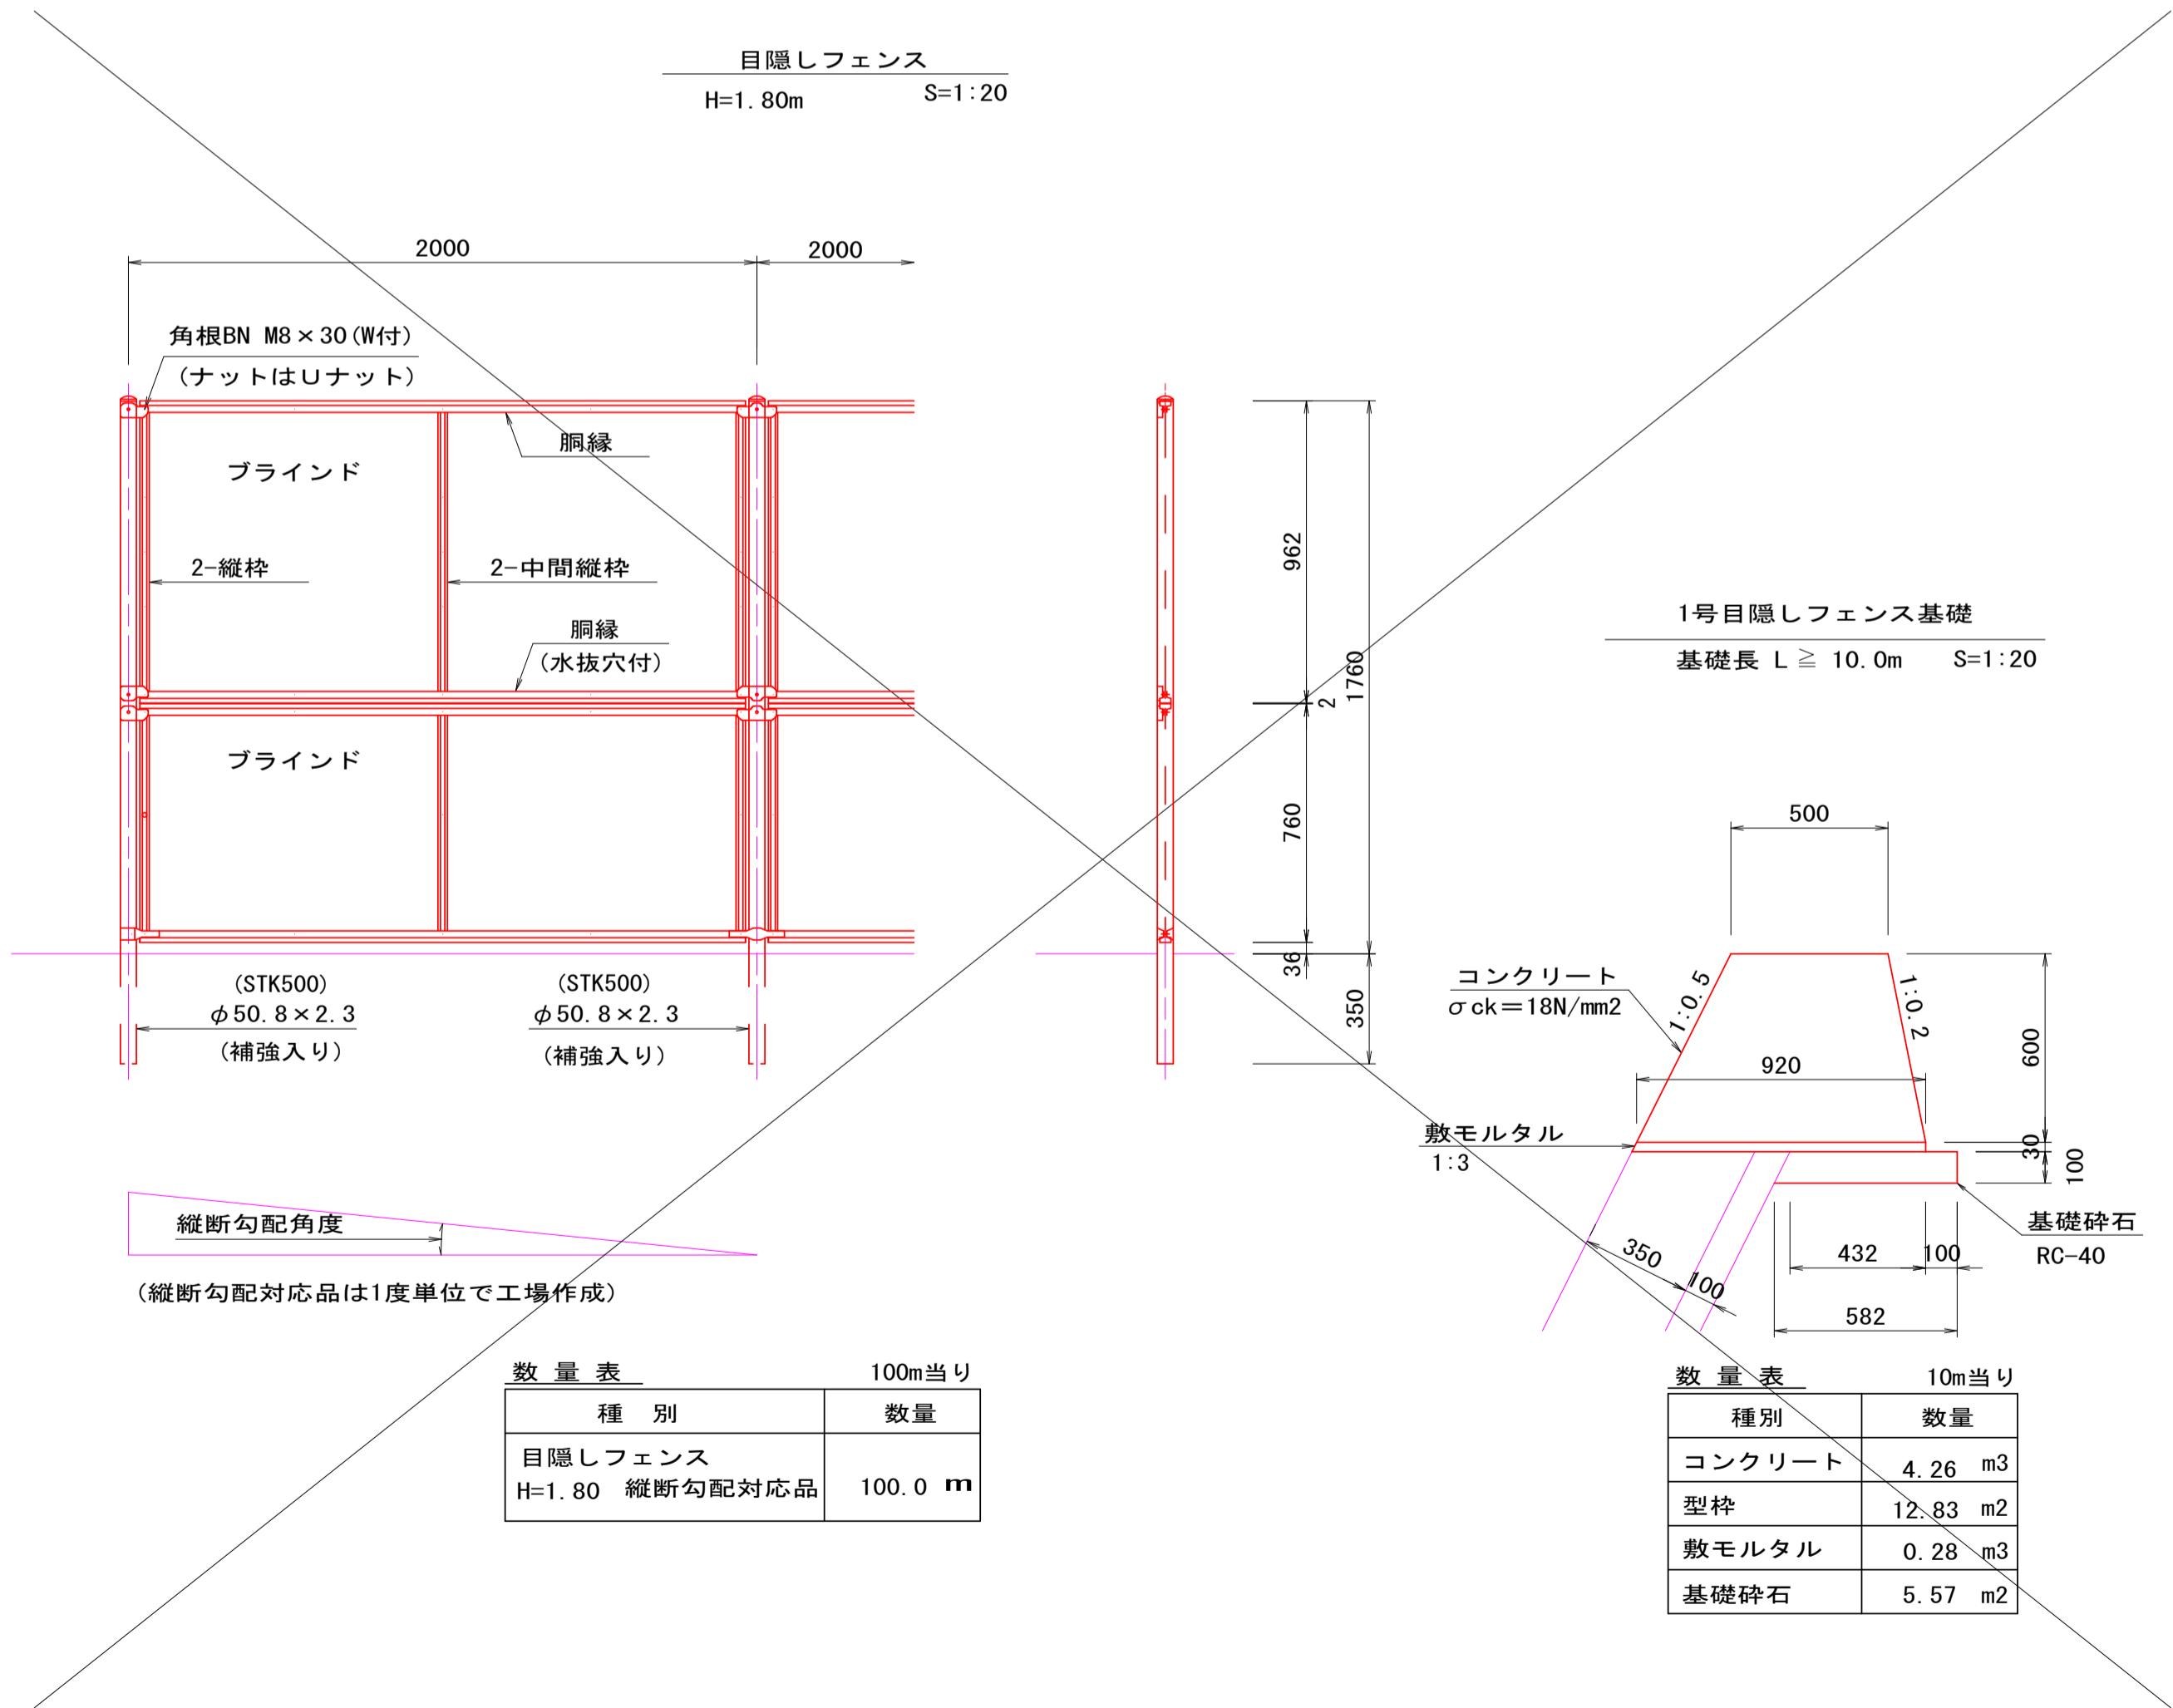 目隠しフェンス
H=1.80m S=1:20
2000 2000
角根BN M8×30(W付)
(ナットはUナット)
胴縁
ブラインド
2-縦枠 2-中間縦枠
胴縁
(水抜穴付)
ブラインド
(STK500) (STK500)
φ50.8×2.3 φ50.8×2.3
(補強入り) (補強入り)
962
2
1760
760
36
350
縦断勾配角度
(縦断勾配対応品は1度単位で工場作成)
数 量 表 100m当り
種 別 数量
目隠しフェンス
H=1.80 縦断勾配対応品 100.0 m
1号目隠しフェンス基礎
基礎長 L ≧ 10.0m S=1:20
500
コンクリート
σck=18N/mm2
1:0.5
1:0.2
600
920
敷モルタル
1:3
30
100
基礎砕石
RC-40
350
100
432 100
582
数 量 表 10m当り
種別 数量
コンクリート 4.26 m3
型枠 12.83 m2
敷モルタル 0.28 m3
基礎砕石 5.57 m2